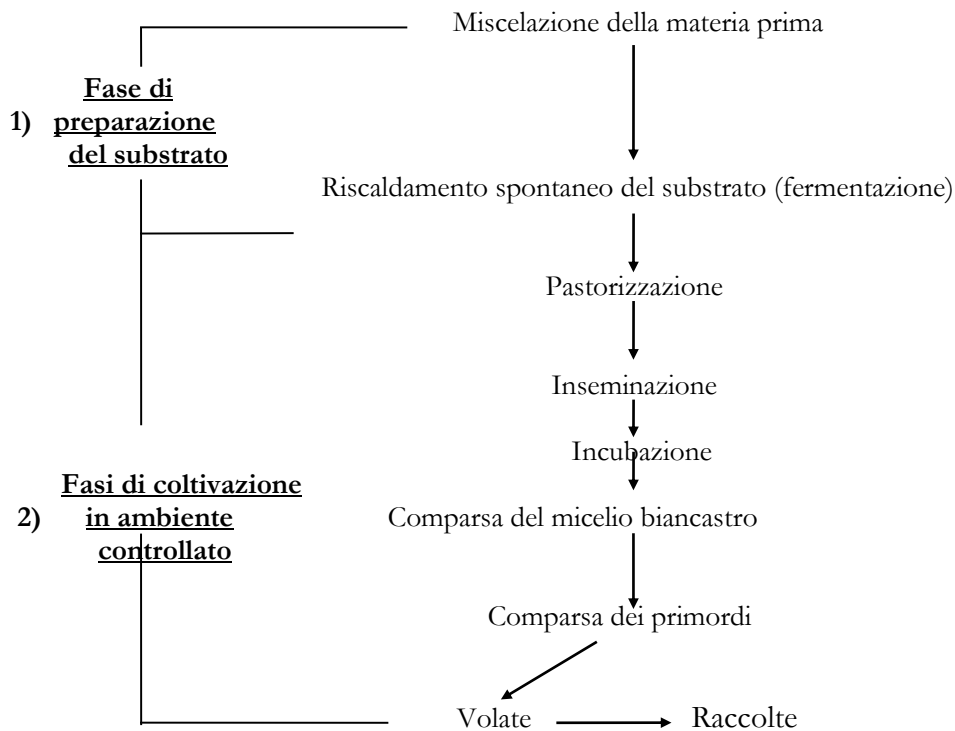 Miscelazione della materia prima
1) Fase di
preparazione
del substrato
Riscaldamento spontaneo del substrato (fermentazione)
Pastorizzazione
Inseminazione
Incubazione
2) Fasi di coltivazione
in ambiente
controllato
Comparsa del micelio biancastro
Comparsa dei primordi
Volate
Raccolte